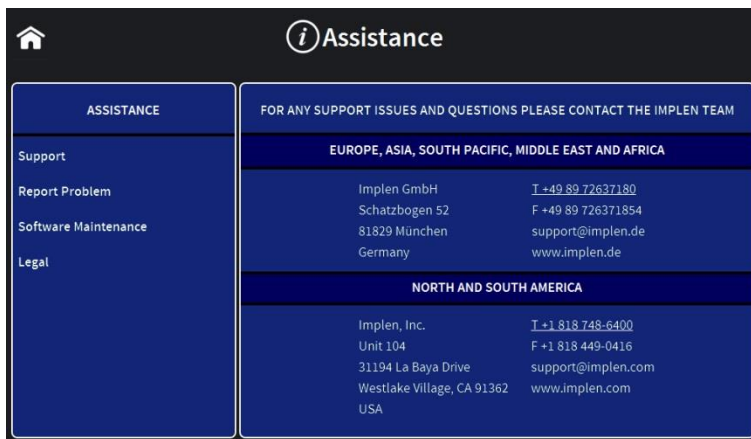 Assistance
ASSISTANCE
Support
Report Problem
Software Maintenance
Legal
FOR ANY SUPPORT ISSUES AND QUESTIONS PLEASE CONTACT THE IMPLEN TEAM
EUROPE, ASIA, SOUTH PACIFIC, MIDDLE EAST AND AFRICA
Implen GmbH T +49 89 72637180
Schatzbogen 52 F +49 89 726371854
81829 München support@implen.de
Germany www.implen.de
NORTH AND SOUTH AMERICA
Implen, Inc. T +1 818 748-6400
Unit 104 F +1 818 449-0416
31194 La Baya Drive support@implen.com
Westlake Village, CA 91362 www.implen.com
USA